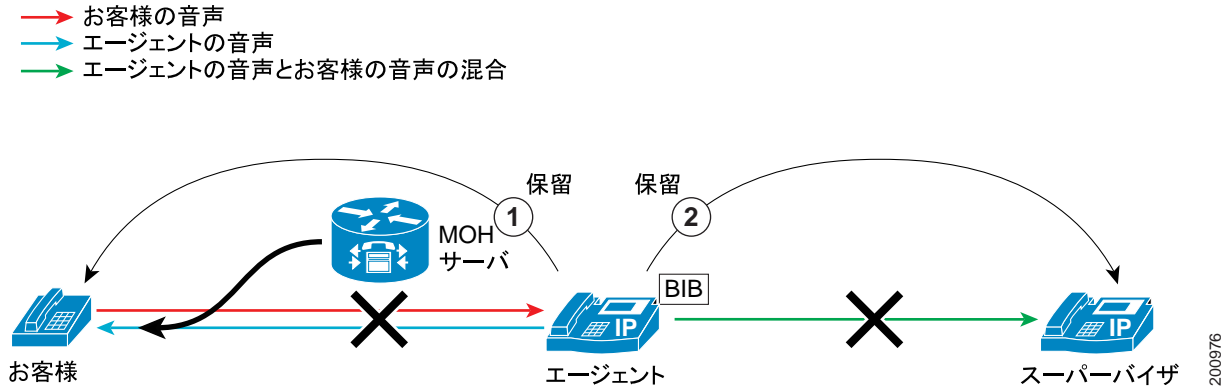 お客様の音声
エージェントの音声
エージェントの音声とお客様の音声の混合
保留
1
保留
2
MOH
サーバ
BIB
IP
IP
お客様
エージェント
スーパーバイザ
200976